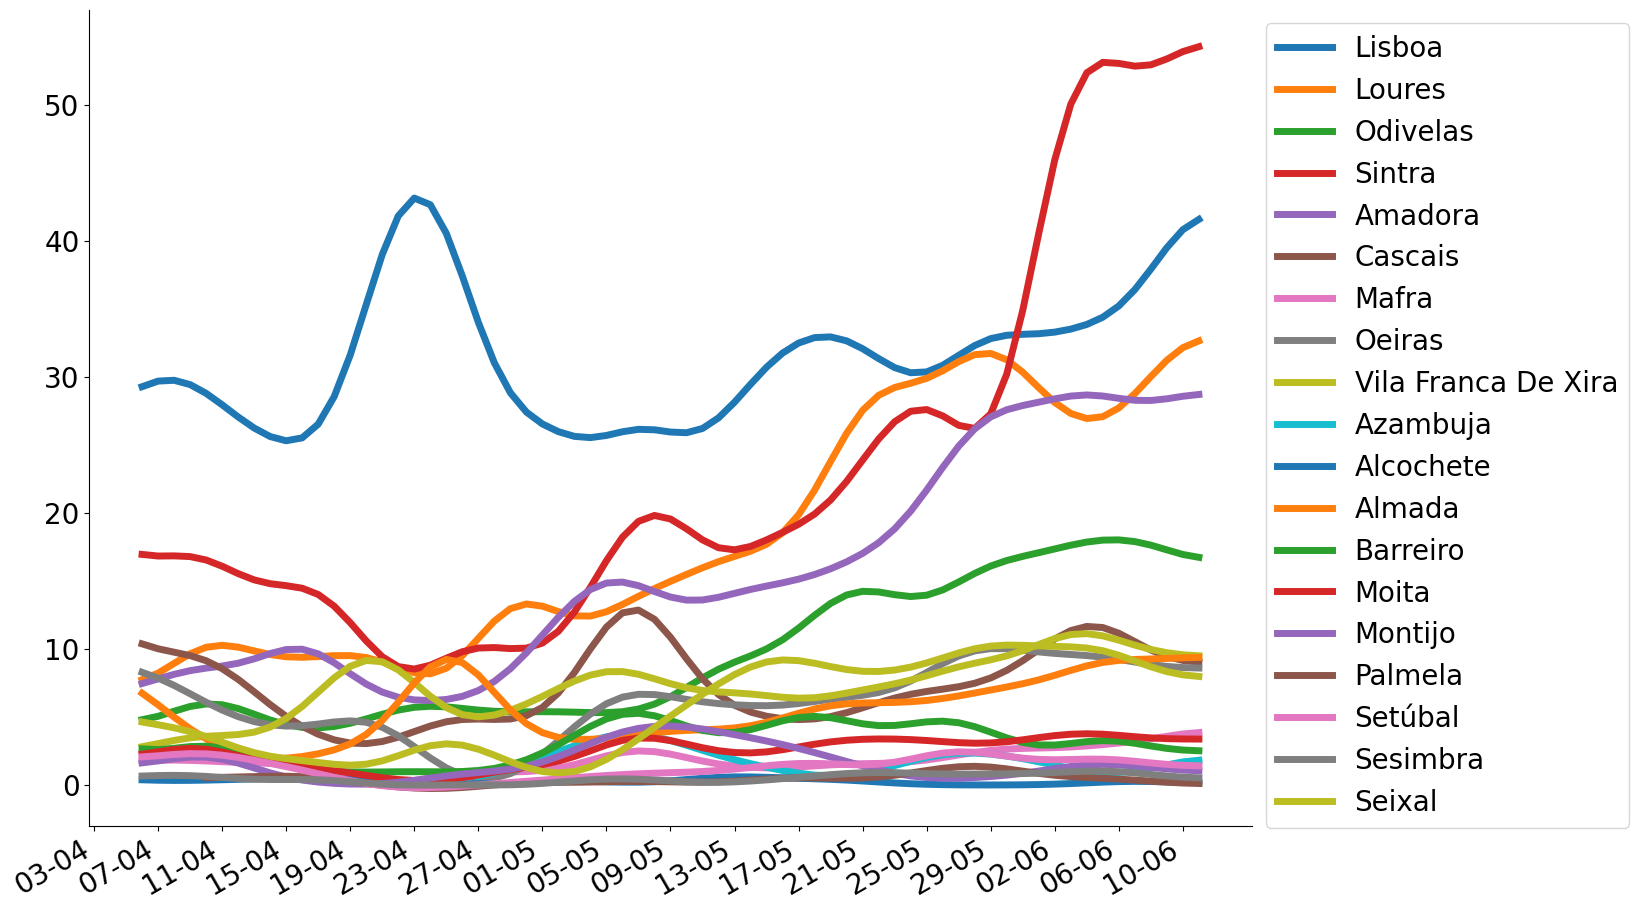 50
40
30
20
10
0
03-04
07-04
11-04
15-04
19-04
23-04
27-04
01-05
05-05
09-05
13-05
17-05
21-05
25-05
29-05
02-06
06-06
10-06
Lisboa
Loures
Odivelas
Sintra
Amadora
Cascais
Mafra
Oeiras
Vila Franca De Xira
Azambuja
Alcochete
Almada
Barreiro
Moita
Montijo
Palmela
Setúbal
Sesimbra
Seixal